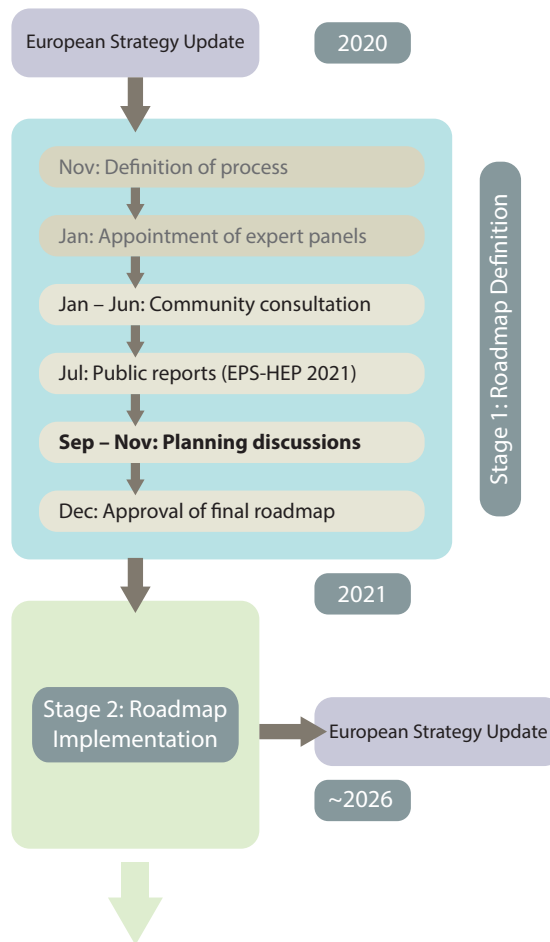 European Strategy Update
2020
Nov: Definition of process
Jan: Appointment of expert panels
Jan – Jun: Community consultation
Jul: Public reports (EPS-HEP 2021)
Sep – Nov: Planning discussions
Dec: Approval of final roadmap
Stage 1: Roadmap Definition
2021
Stage 2: Roadmap
Implementation
European Strategy Update
~2026